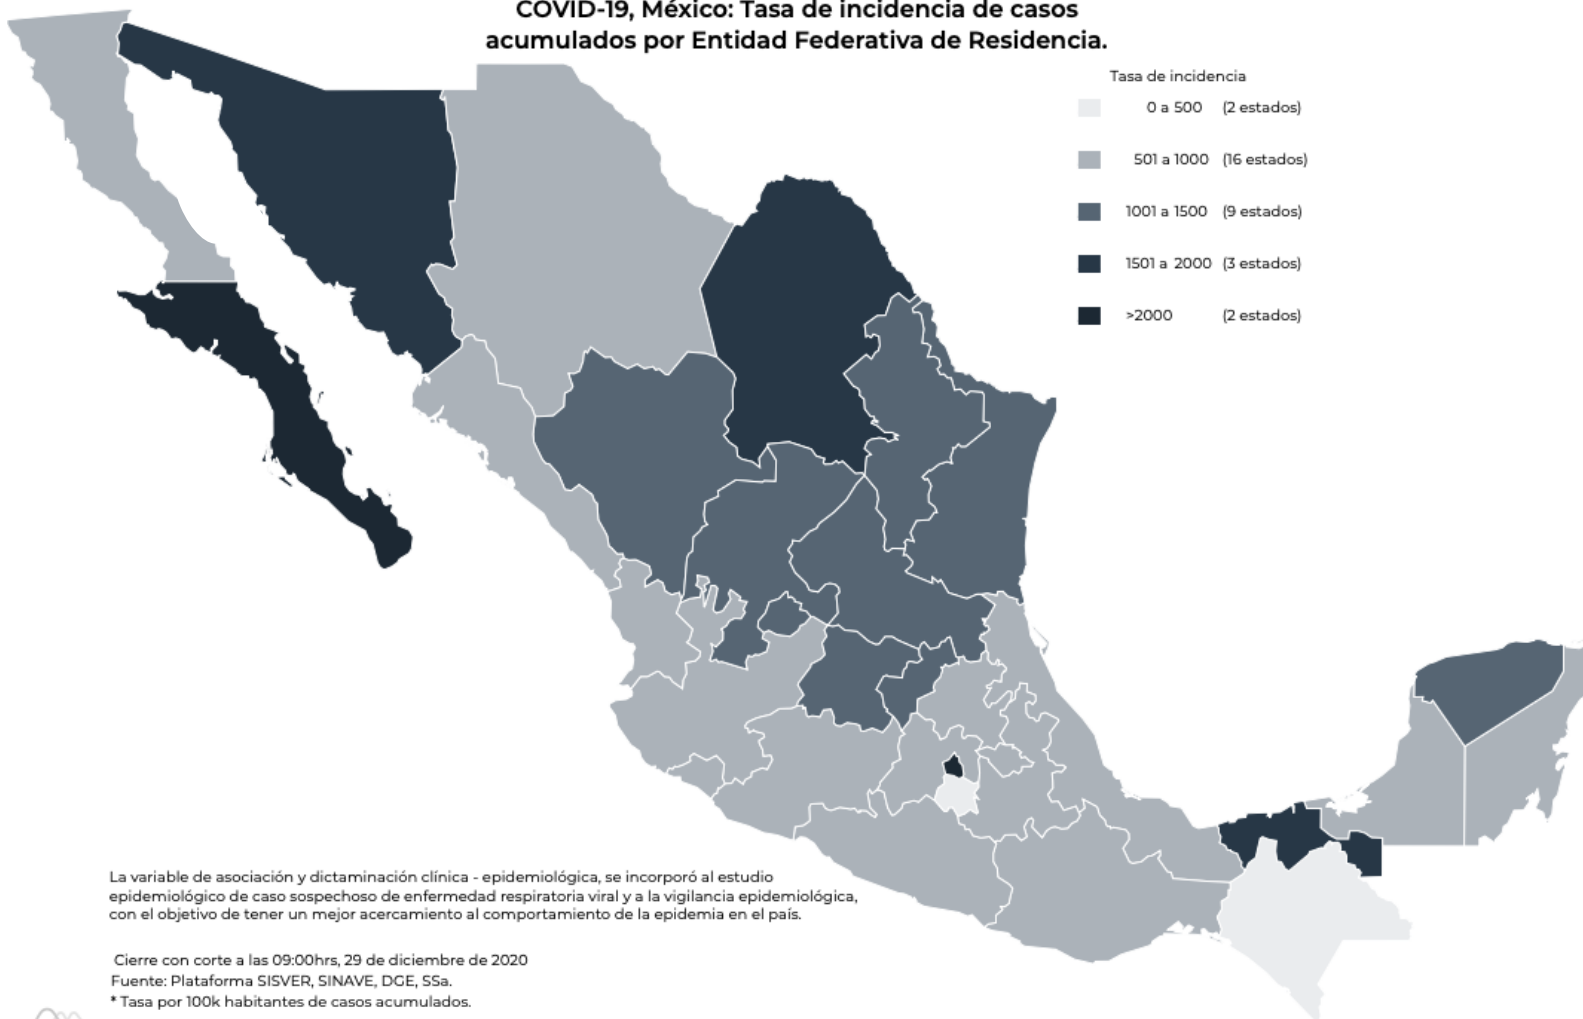 COVID-19, México: Tasa de incidencia de casos
acumulados por Entidad Federativa de Residencia.
Tasa de incidencia
0 a 500 (2 estados)
501 a 1000 (16 estados)
1001 a 1500 (9 estados)
1501 a 2000 (3 estados)
>2000 (2 estados)
La variable de asociación y dictaminación clínica - epidemiológica, se incorporó al estudio
epidemiológico de caso sospechoso de enfermedad respiratoria viral y a la vigilancia epidemiológica,
con el objetivo de tener un mejor acercamiento al comportamiento de la epidemia en el país.
Cierre con corte a las 09:00hrs, 29 de diciembre de 2020
Fuente: Plataforma SISVER, SINAVE, DGE, SSa.
* Tasa por 100k habitantes de casos acumulados.